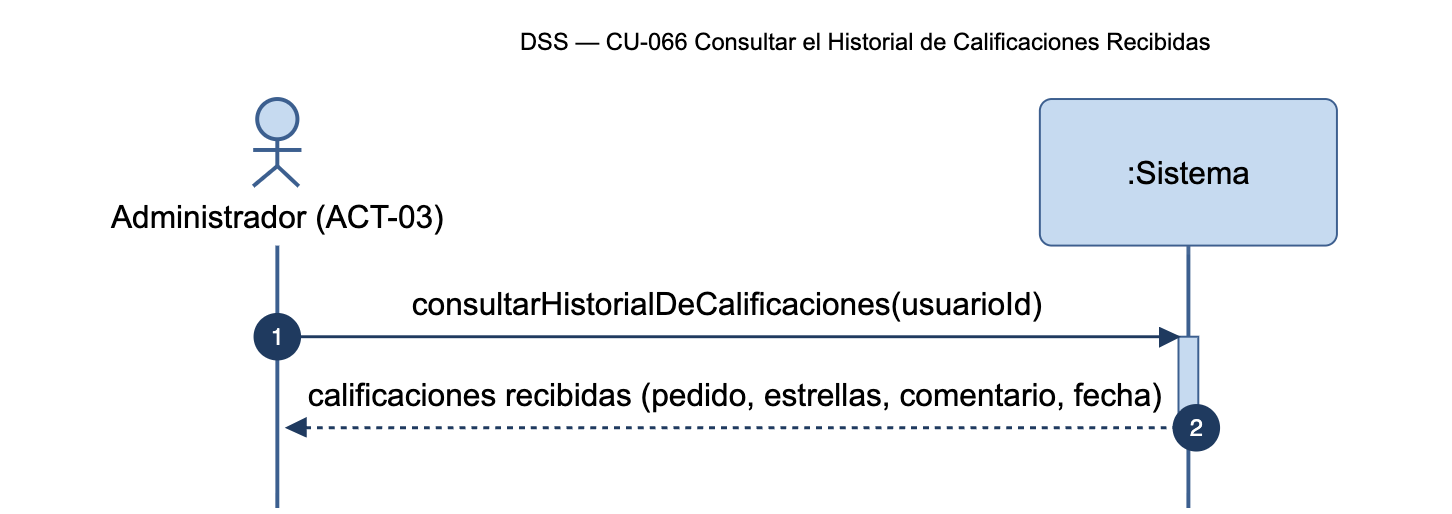 DSS — CU-066 Consultar el Historial de Calificaciones Recibidas
Administrador (ACT-03)
:Sistema
consultarHistorialDeCalificaciones(usuarioId)
1
calificaciones recibidas (pedido, estrellas, comentario, fecha)
2